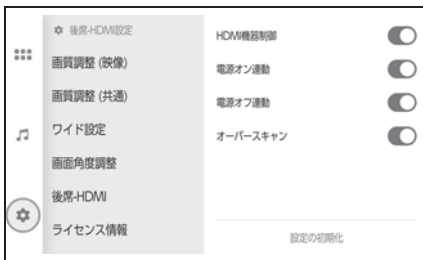 後席-HDMI設定
画質調整 (映像)
画質調整 (共通)
ワイド設定
画面角度調整
後席-HDMI
ライセンス情報
HDMI機器制御
電源オン連動
電源オフ連動
オーバースキャン
設定の初期化